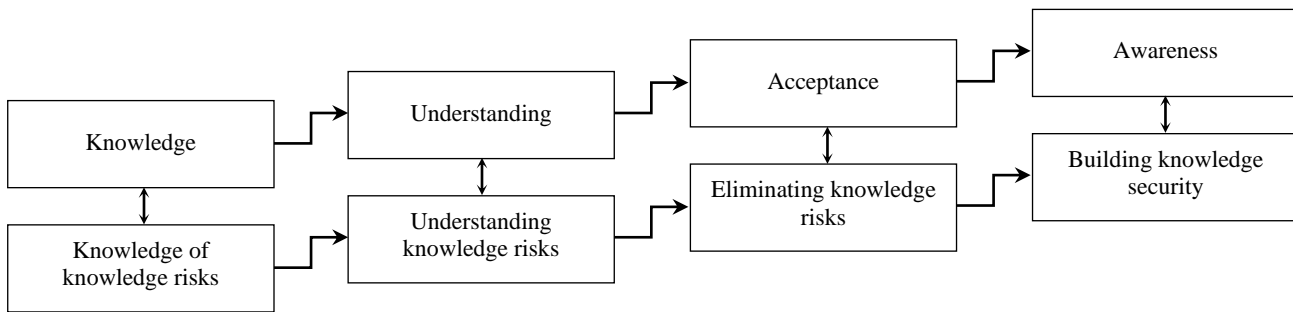 Knowledge
Understanding
Acceptance
Awareness
Knowledge of
knowledge risks
Understanding
knowledge risks
Eliminating knowledge
risks
Building knowledge
security